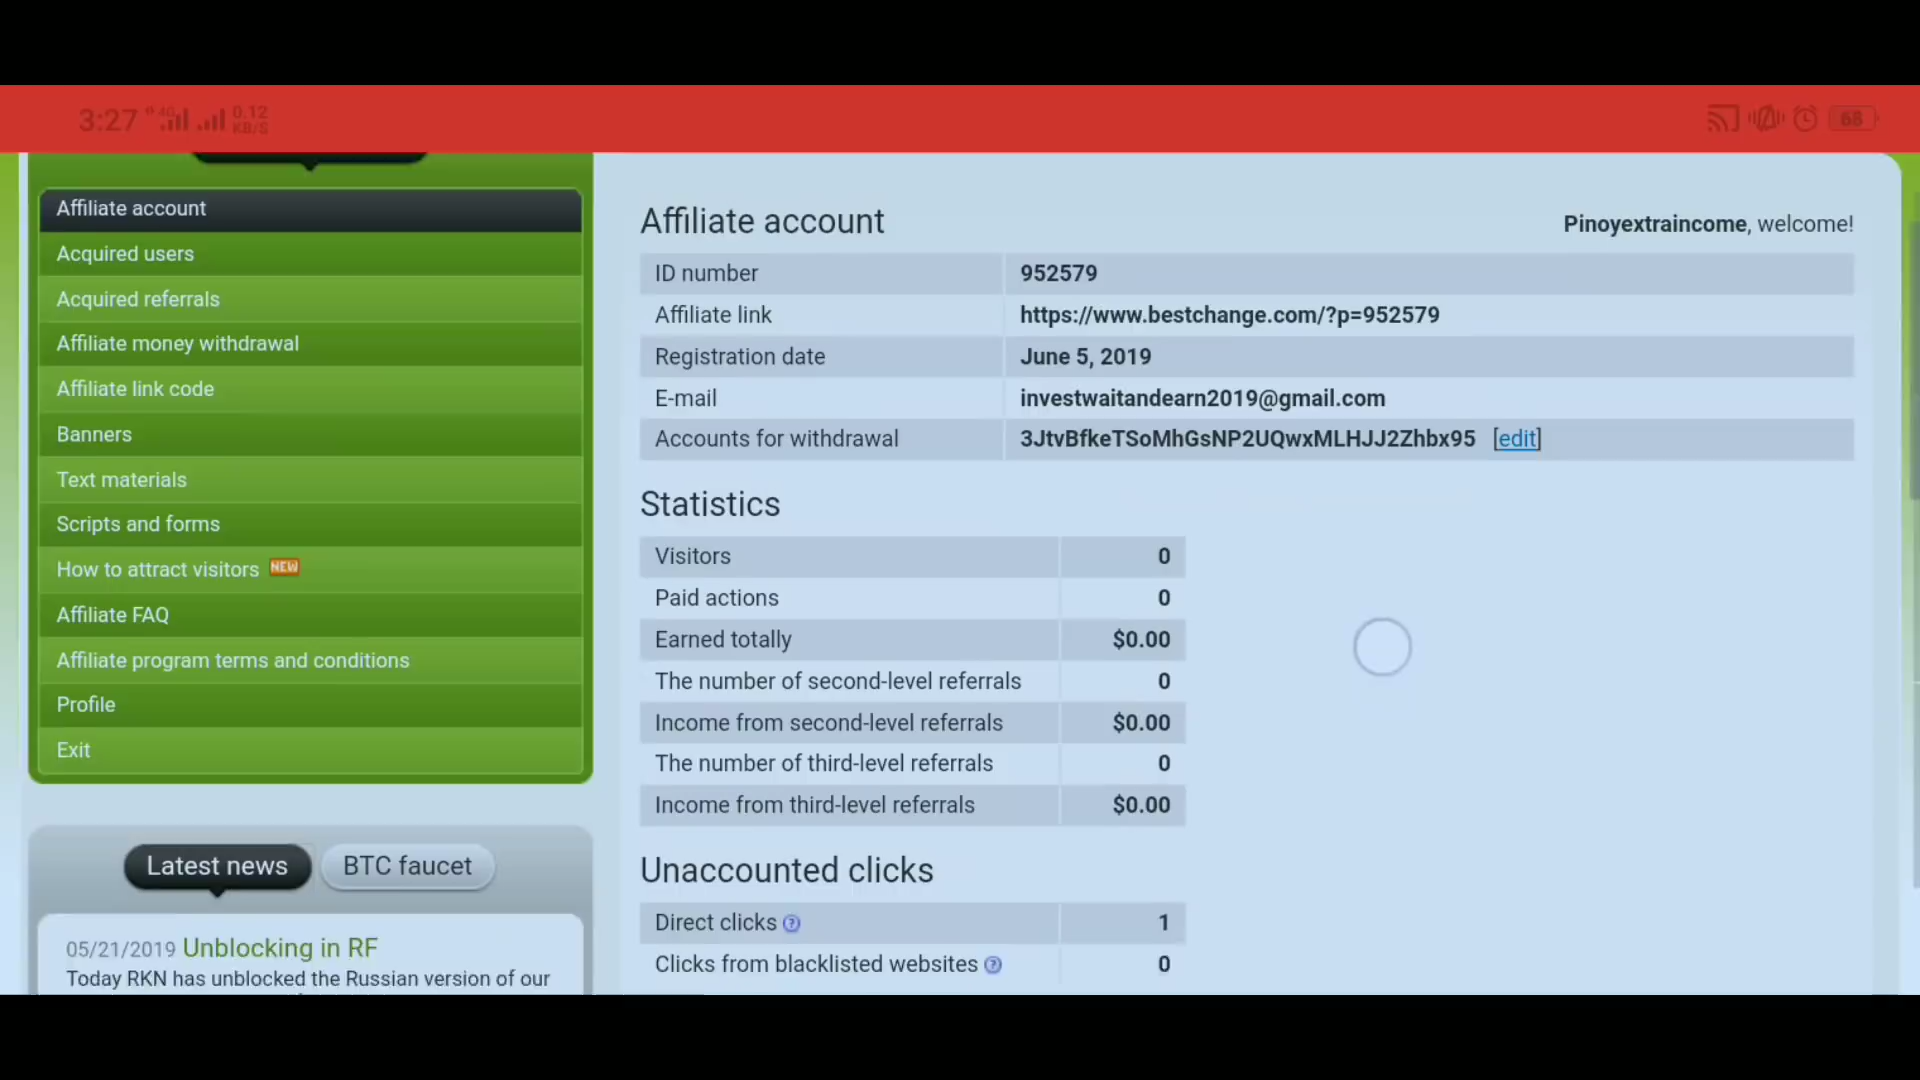 3:27 4G 0.12 KB/S 68
Affiliate account
Acquired users
Acquired referrals
Affiliate money withdrawal
Affiliate link code
Banners
Text materials
Scripts and forms
How to attract visitors NEW
Affiliate FAQ
Affiliate program terms and conditions
Profile
Exit
Latest news BTC faucet
05/21/2019 Unblocking in RF
Today RKN has unblocked the Russian version of our
Affiliate account Pinoyextraincome, welcome!
ID number 952579
Affiliate link https://www.bestchange.com/?p=952579
Registration date June 5, 2019
E-mail investwaitandearn2019@gmail.com
Accounts for withdrawal 3JtvBfkeTSoMhGsNP2UQwxMLHJJ2Zhbx95 [edit]
Statistics
Visitors 0
Paid actions 0
Earned totally $0.00
The number of second-level referrals 0
Income from second-level referrals $0.00
The number of third-level referrals 0
Income from third-level referrals $0.00
Unaccounted clicks
Direct clicks ? 1
Clicks from blacklisted websites ? 0